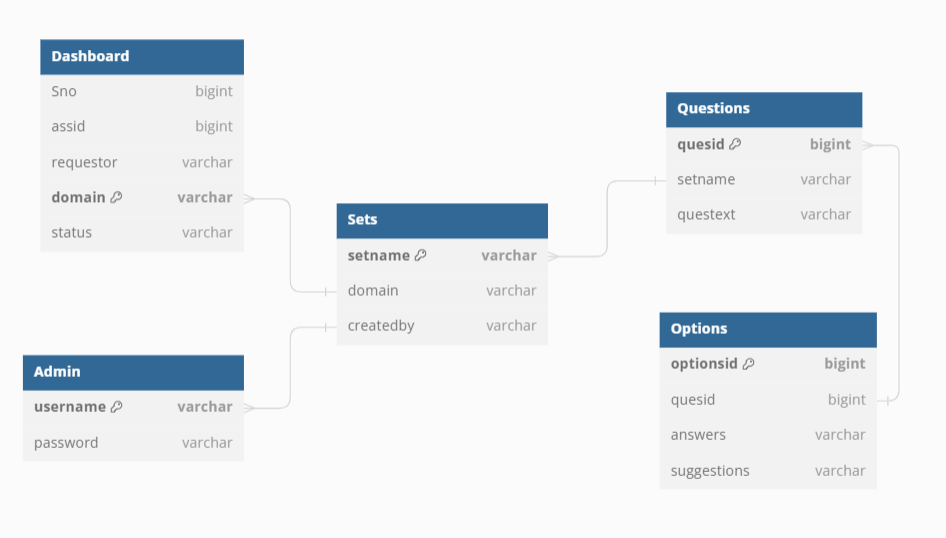 Dashboard
Sno bigint
assid bigint
requestor varchar
domain varchar
status varchar
Admin
username varchar
password varchar
Sets
setname varchar
domain varchar
createdby varchar
Questions
quesid bigint
setname varchar
questext varchar
Options
optionsid bigint
quesid bigint
answers varchar
suggestions varchar